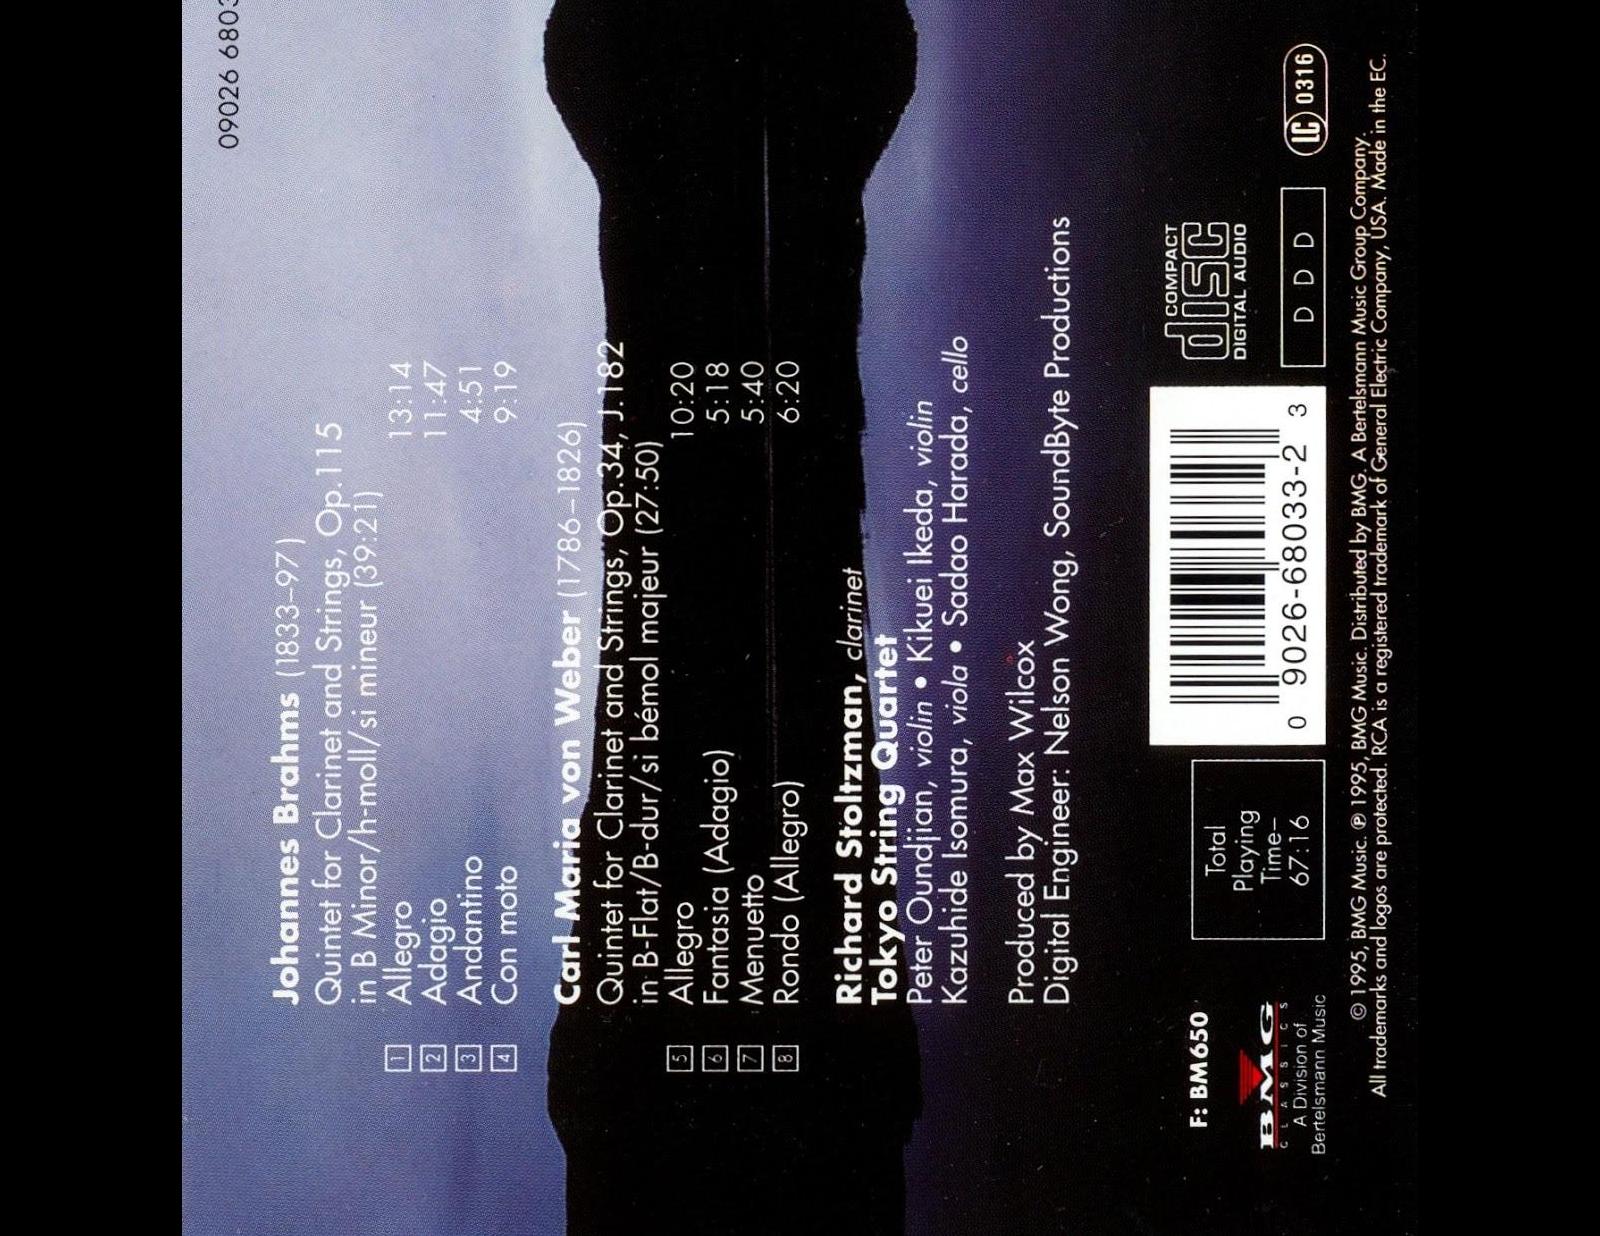 09026 6803
Johannes Brahms (1833–97)
Quintet for Clarinet and Strings, Op.115
in B Minor/h-moll/si mineur (39:21)
1 Allegro 13:14
2 Adagio 11:47
3 Andantino 4:51
4 Con moto 9:19
Carl Maria von Weber (1786–1826)
Quintet for Clarinet and Strings, Op.34, J.182
in B-Flat/B-dur/si bémol majeur (27:50)
5 Allegro 10:20
6 Fantasia (Adagio) 5:18
7 Menuetto 5:40
8 Rondo (Allegro) 6:20
Richard Stoltzman, clarinet
Tokyo String Quartet
Peter Oundjian, violin • Kikuei Ikeda, violin
Kazuhide Isomura, viola • Sadao Harada, cello
Produced by Max Wilcox
Digital Engineer: Nelson Wong, SoundByte Productions
F: BM650
BMG
CLASSICS
A Division of
Bertelsmann Music
Total
Playing
Time–
67:16
0 9026-68033-2 3
COMPACT
disc
DIGITAL AUDIO
D D D
LC 0316
© 1995, BMG Music. ℗ 1995, BMG Music. Distributed by BMG. A Bertelsmann Music Group Company.
All trademarks and logos are protected. RCA is a registered trademark of General Electric Company, USA. Made in the EC.